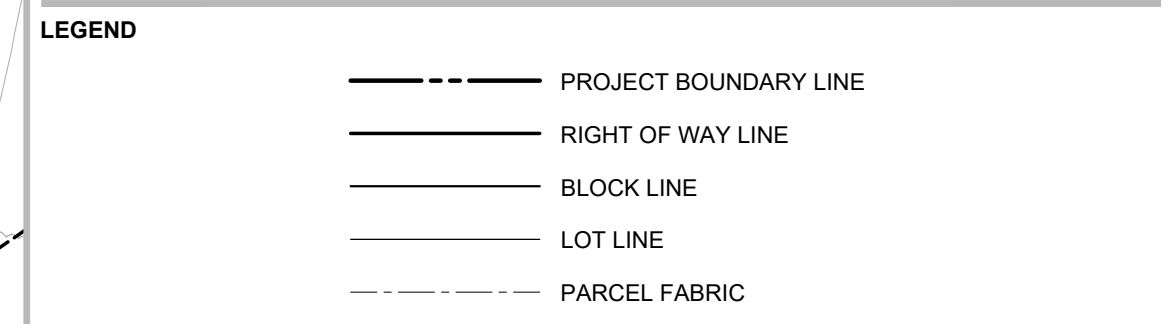 LEGEND
PROJECT BOUNDARY LINE
RIGHT OF WAY LINE
BLOCK LINE
LOT LINE
PARCEL FABRIC